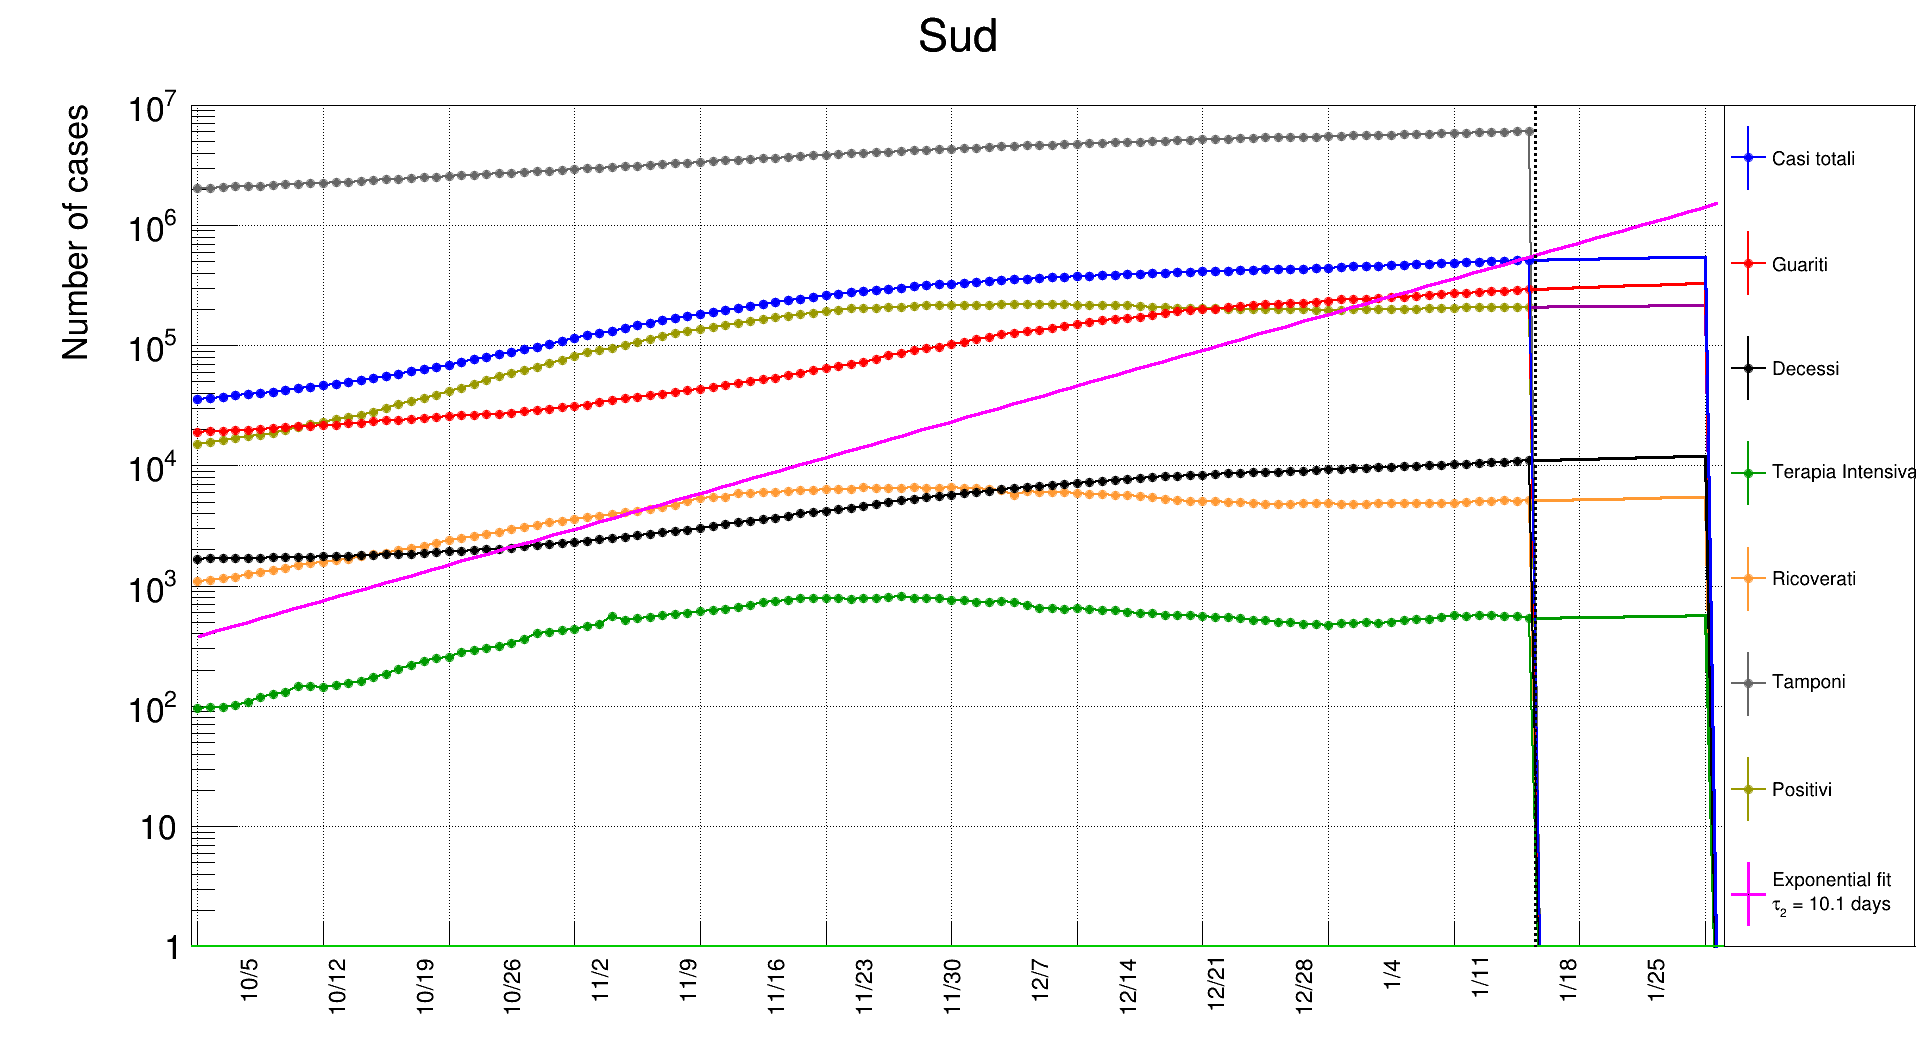 Sud
Number of cases
10^7
10^6
10^5
10^4
10^3
10^2
10
1
10/5
10/12
10/19
10/26
11/2
11/9
11/16
11/23
11/30
12/7
12/14
12/21
12/28
1/4
1/11
1/18
1/25
Casi totali
Guariti
Decessi
Terapia Intensiva
Ricoverati
Tamponi
Positivi
Exponential fit
τ_2 = 10.1 days